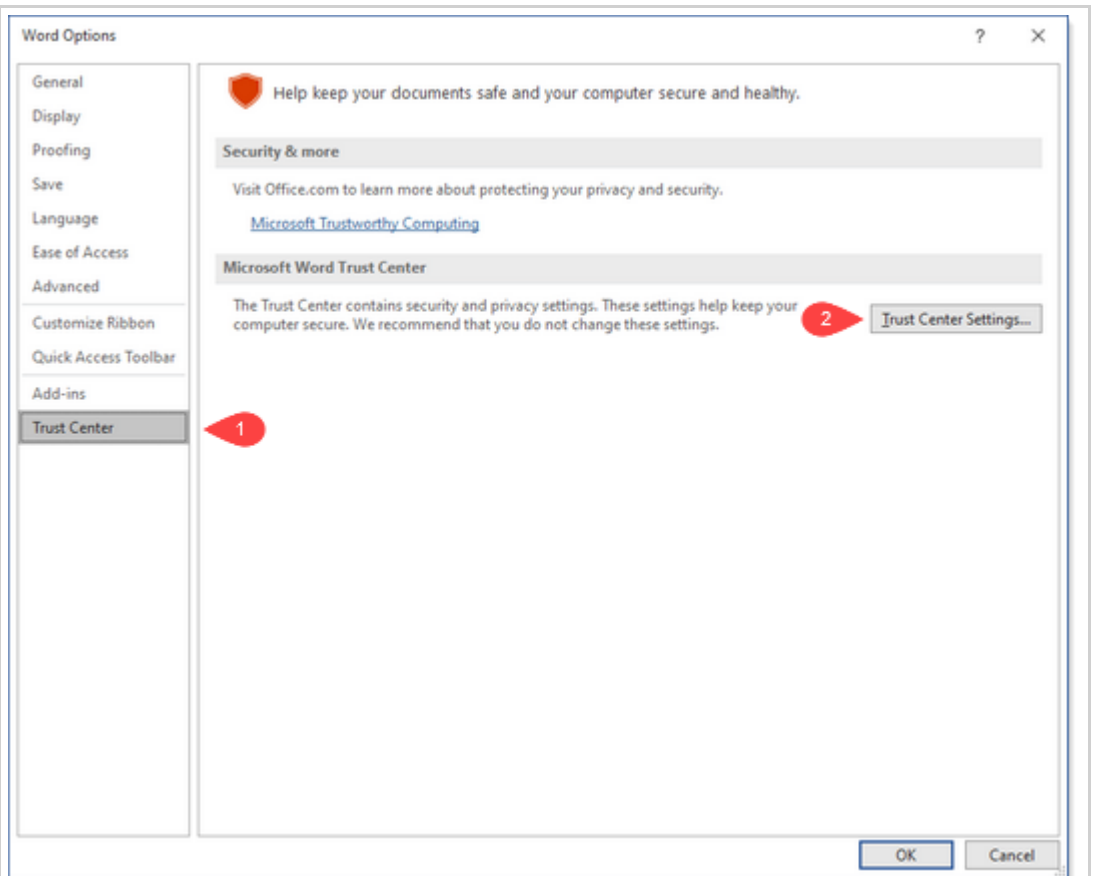 Word Options
?
General
Display
Proofing
Save
Language
Ease of Access
Advanced
Customize Ribbon
Quick Access Toolbar
Add-ins
Trust Center
1
Help keep your documents safe and your computer secure and healthy.
Security & more
Visit Office.com to learn more about protecting your privacy and security.
Microsoft Trustworthy Computing
Microsoft Word Trust Center
The Trust Center contains security and privacy settings. These settings help keep your
computer secure. We recommend that you do not change these settings.
2
Trust Center Settings...
OK
Cancel